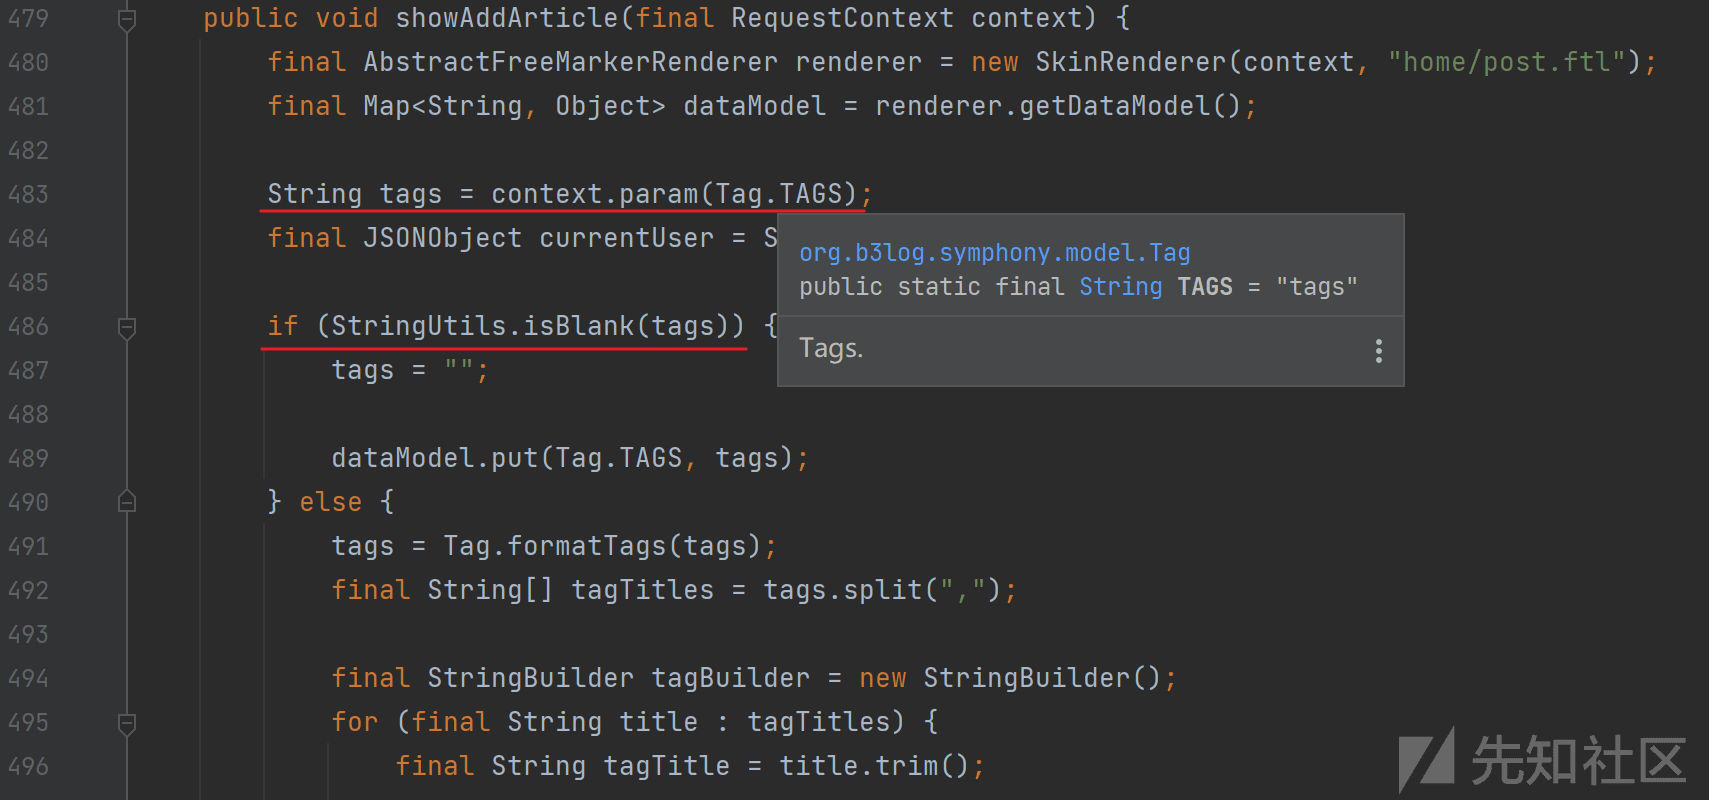 479 public void showAddArticle(final RequestContext context) {
480 final AbstractFreeMarkerRenderer renderer = new SkinRenderer(context, "home/post.ftl");
481 final Map<String, Object> dataModel = renderer.getDataModel();
482
483 String tags = context.param(Tag.TAGS);
484 final JSONObject currentUser = S
org.b3log.symphony.model.Tag
485
public static final String TAGS = "tags"
486 if (StringUtils.isBlank(tags)) {
Tags.
487 tags = "";
488
489 dataModel.put(Tag.TAGS, tags);
490 } else {
491 tags = Tag.formatTags(tags);
492 final String[] tagTitles = tags.split(",");
493
494 final StringBuilder tagBuilder = new StringBuilder();
495 for (final String title : tagTitles) {
496 final String tagTitle = title.trim();
先知社区